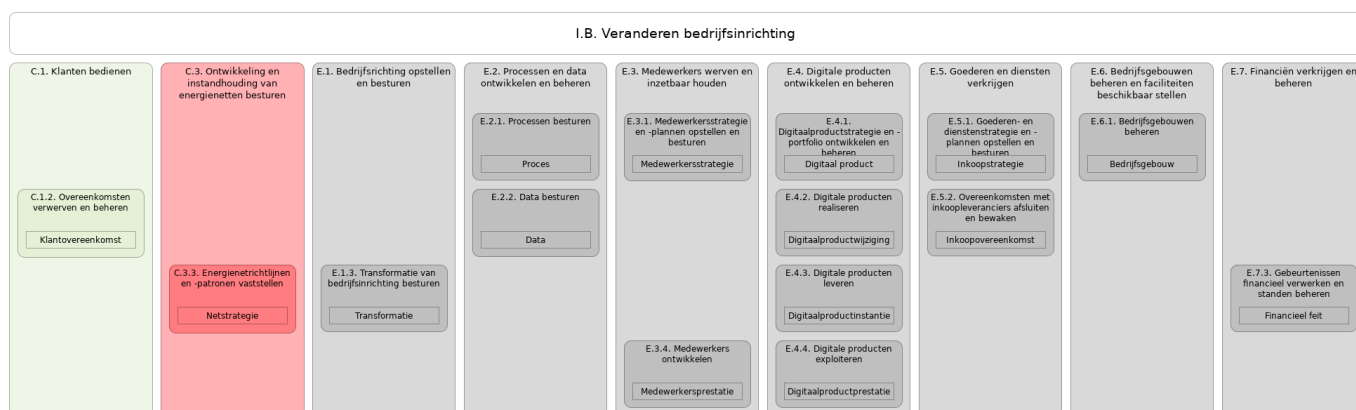 I.B. Veranderen bedrijfsinrichting
C.1. Klanten bedienen
C.1.2. Overeenkomsten
verwerven en beheren
Klantovereenkomst
C.3. Ontwikkeling en
instandhouding van
energienetten besturen
C.3.3. Energienetrichtlijnen
en -patronen vaststellen
Netstrategie
E.1. Bedrijfsrichting opstellen
en besturen
E.1.3. Transformatie van
bedrijfsinrichting besturen
Transformatie
E.2. Processen en data
ontwikkelen en beheren
E.2.1. Processen besturen
Proces
E.2.2. Data besturen
Data
E.3. Medewerkers werven en
inzetbaar houden
E.3.1. Medewerkersstrategie
en -plannen opstellen en
besturen
Medewerkersstrategie
E.3.4. Medewerkers
ontwikkelen
Medewerkersprestatie
E.4. Digitale producten
ontwikkelen en beheren
E.4.1.
Digitaalproductstrategie en -
portfolio ontwikkelen en
beheren
Digitaal product
E.4.2. Digitale producten
realiseren
Digitaalproductwijziging
E.4.3. Digitale producten
leveren
Digitaalproductinstantie
E.4.4. Digitale producten
exploiteren
Digitaalproductprestatie
E.5. Goederen en diensten
verkrijgen
E.5.1. Goederen- en
dienstenstrategie en -
plannen opstellen en
besturen
Inkoopstrategie
E.5.2. Overeenkomsten met
inkoopleveranciers afsluiten
en bewaken
Inkoopovereenkomst
E.6. Bedrijfsgebouwen
beheren en faciliteiten
beschikbaar stellen
E.6.1. Bedrijfsgebouwen
beheren
Bedrijfsgebouw
E.7. Financiën verkrijgen en
beheren
E.7.3. Gebeurtenissen
financieel verwerken en
standen beheren
Financieel feit